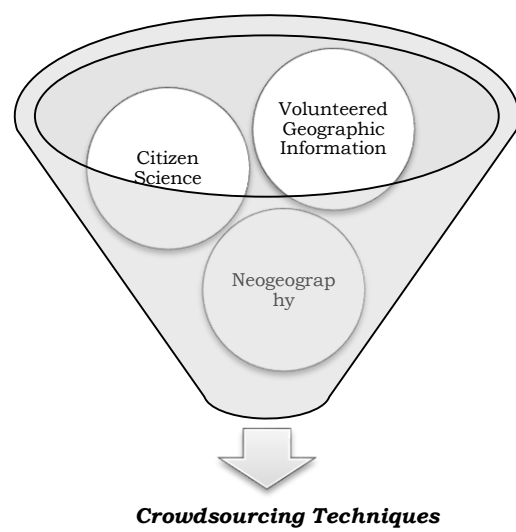 Volunteered
Geographic
Information
Citizen
Science
Neogeograp
hy
Crowdsourcing Techniques